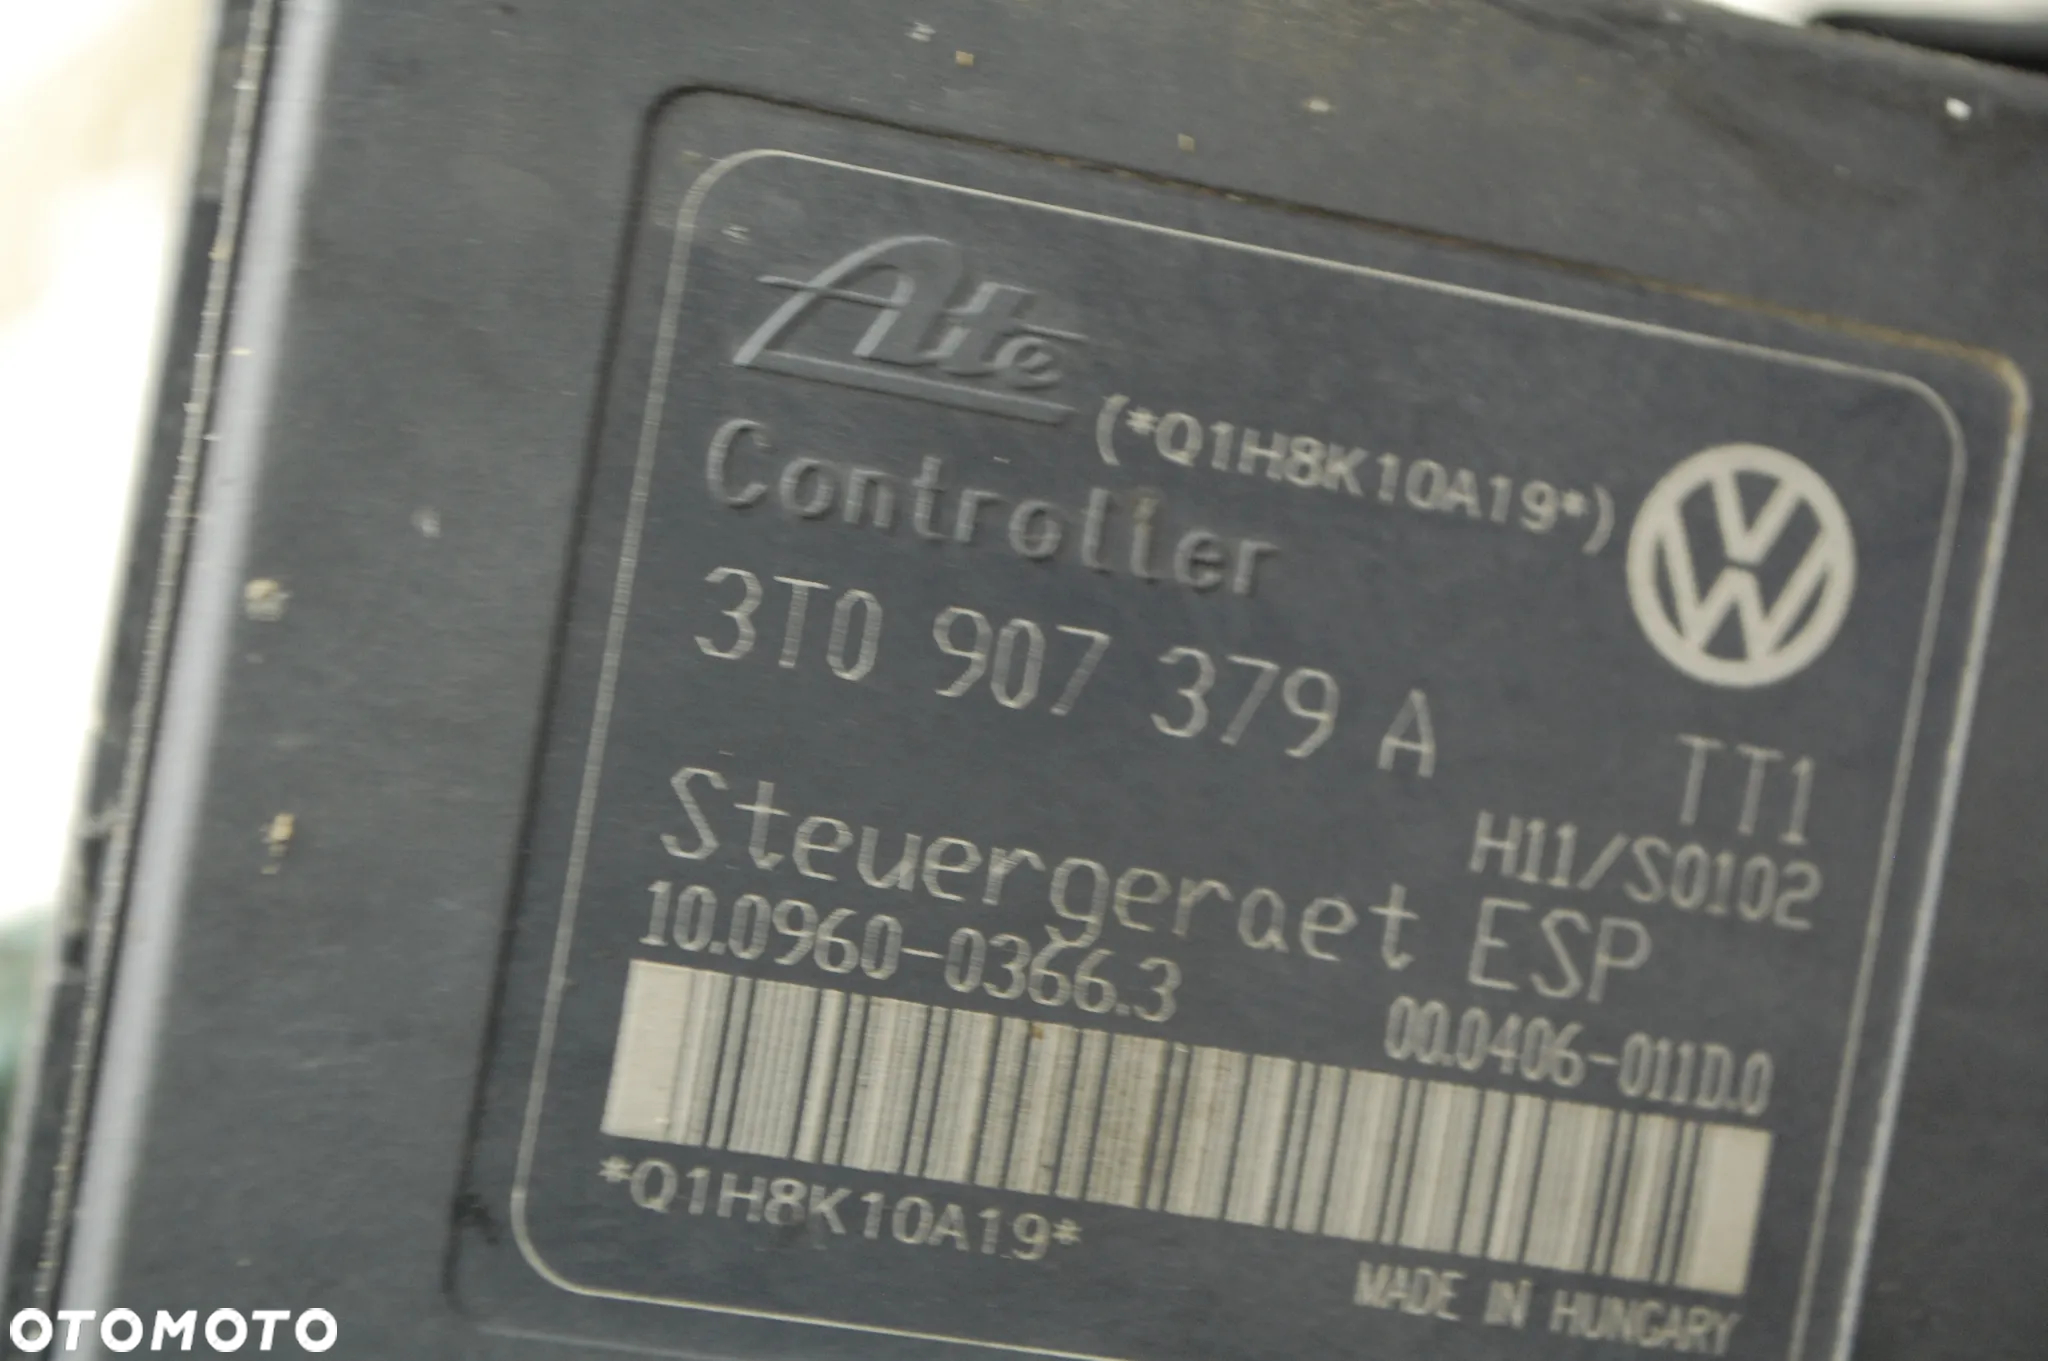 Ate
(*Q1H8K10A19*)
Controller
3T0 907 379 A
TT1
H11/S0102
Steuergeraet ESP
10.0960-0366.3
00.0406-011D.0
*Q1H8K10A19*
MADE IN HUNGARY
OTOMOTO